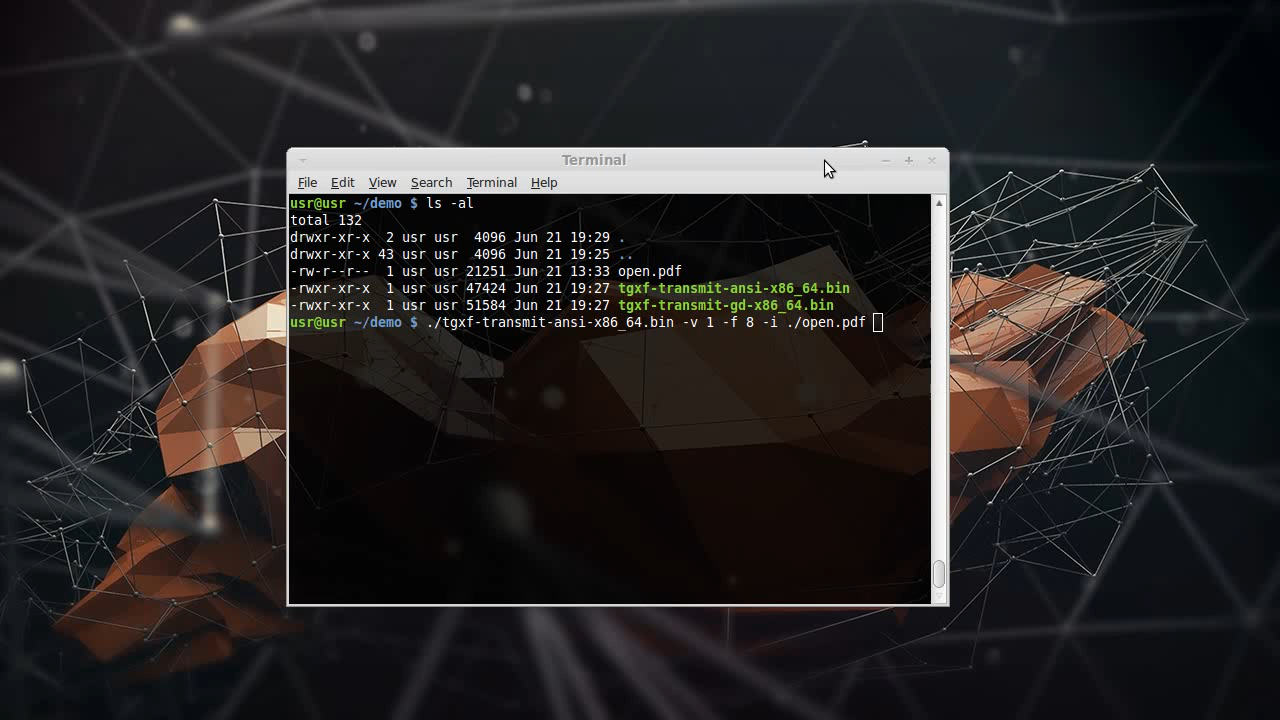 Terminal
File Edit View Search Terminal Help
usr@usr ~/demo $ ls -al
total 132
drwxr-xr-x  2 usr usr  4096 Jun 21 19:29 .
drwxr-xr-x 43 usr usr  4096 Jun 21 19:25 ..
-rw-r--r--  1 usr usr 21251 Jun 21 13:33 open.pdf
-rwxr-xr-x  1 usr usr 47424 Jun 21 19:27 tgxf-transmit-ansi-x86_64.bin
-rwxr-xr-x  1 usr usr 51584 Jun 21 19:27 tgxf-transmit-gd-x86_64.bin
usr@usr ~/demo $ ./tgxf-transmit-ansi-x86_64.bin -v 1 -f 8 -i ./open.pdf